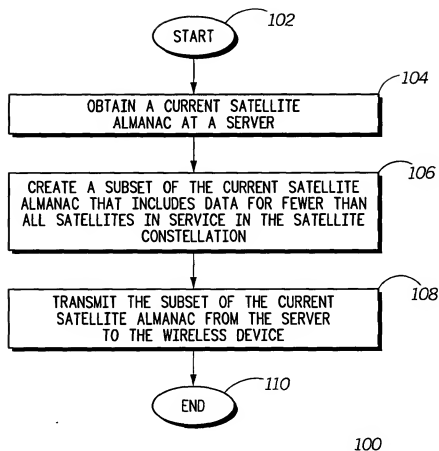 START
102
OBTAIN A CURRENT SATELLITE
ALMANAC AT A SERVER
104
CREATE A SUBSET OF THE CURRENT SATELLITE
ALMANAC THAT INCLUDES DATA FOR FEWER THAN
ALL SATELLITES IN SERVICE IN THE SATELLITE
CONSTELLATION
106
TRANSMIT THE SUBSET OF THE CURRENT
SATELLITE ALMANAC FROM THE SERVER
TO THE WIRELESS DEVICE
108
END
110
100